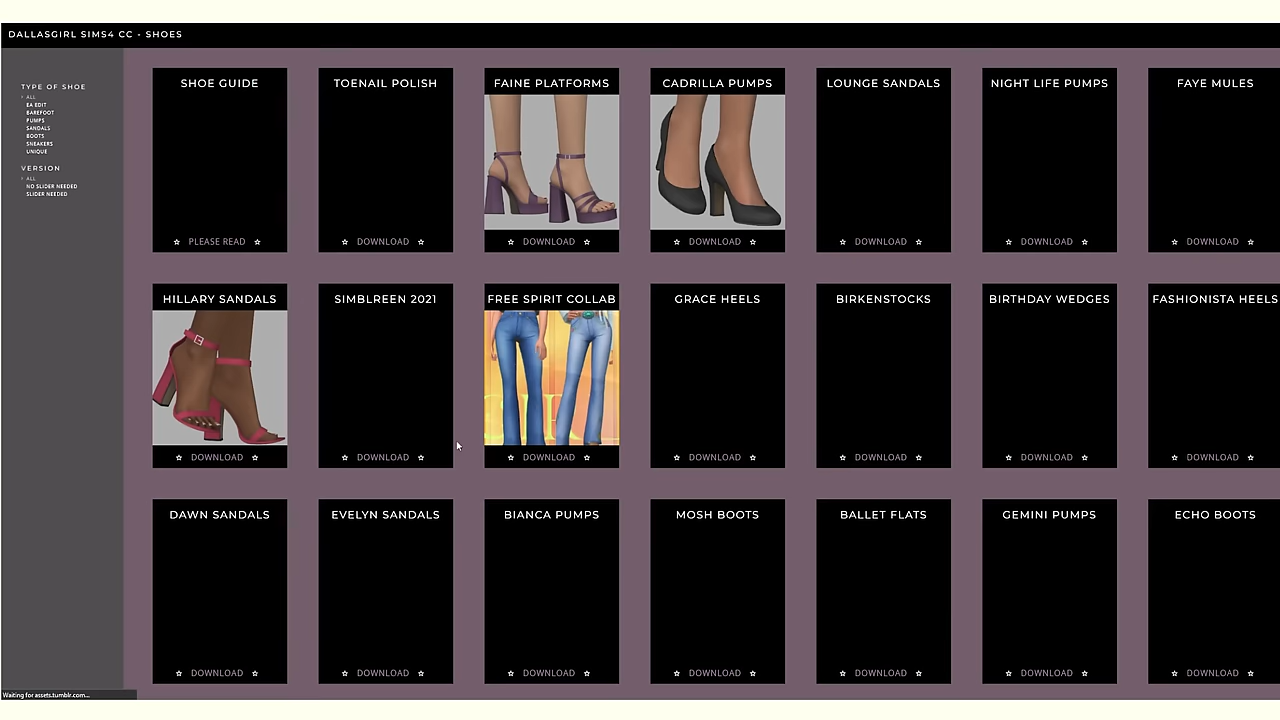 DALLASGIRL SIMS4 CC - SHOES
TYPE OF SHOE
ALL
EA EDIT
BAREFOOT
PUMPS
SANDALS
BOOTS
SNEAKERS
UNIQUE
VERSION
ALL
NO SLIDER NEEDED
SLIDER NEEDED
SHOE GUIDE
TOENAIL POLISH
FAINE PLATFORMS
CADRILLA PUMPS
LOUNGE SANDALS
NIGHT LIFE PUMPS
FAYE MULES
☆ PLEASE READ ☆
☆ DOWNLOAD ☆
☆ DOWNLOAD ☆
☆ DOWNLOAD ☆
☆ DOWNLOAD ☆
☆ DOWNLOAD ☆
☆ DOWNLOAD ☆
HILLARY SANDALS
SIMBLREEN 2021
FREE SPIRIT COLLAB
GRACE HEELS
BIRKENSTOCKS
BIRTHDAY WEDGES
FASHIONISTA HEELS
☆ DOWNLOAD ☆
☆ DOWNLOAD ☆
☆ DOWNLOAD ☆
☆ DOWNLOAD ☆
☆ DOWNLOAD ☆
☆ DOWNLOAD ☆
☆ DOWNLOAD ☆
DAWN SANDALS
EVELYN SANDALS
BIANCA PUMPS
MOSH BOOTS
BALLET FLATS
GEMINI PUMPS
ECHO BOOTS
☆ DOWNLOAD ☆
☆ DOWNLOAD ☆
☆ DOWNLOAD ☆
☆ DOWNLOAD ☆
☆ DOWNLOAD ☆
☆ DOWNLOAD ☆
☆ DOWNLOAD ☆
Waiting for assets.tumblr.com...